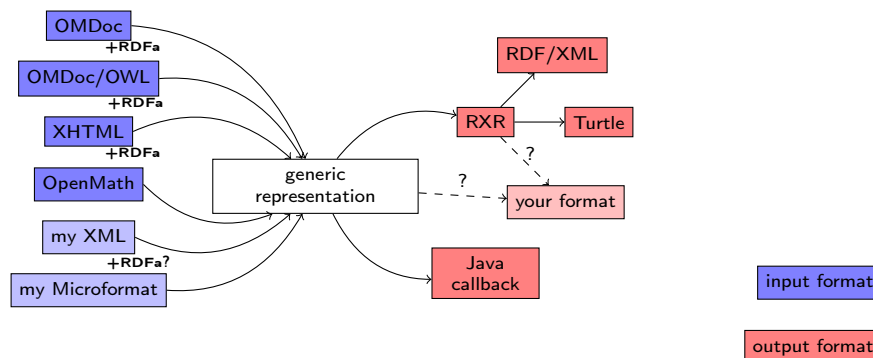 OMDoc
+RDFa
OMDoc/OWL
+RDFa
XHTML
+RDFa
OpenMath
my XML
+RDFa?
my Microformat
generic
representation
RDF/XML
RXR
Turtle
?
?
your format
Java
callback
input format
output format